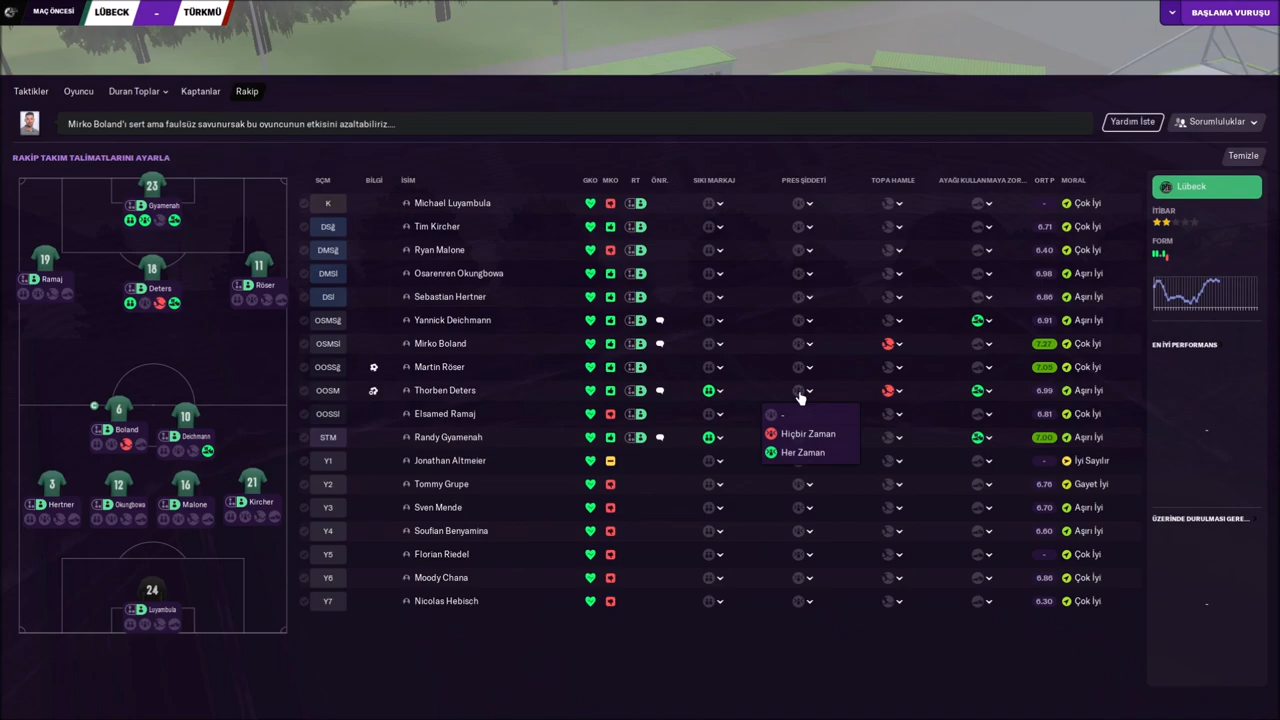 MAÇ ÖNCESİ LÜBECK - TÜRKMÜ BAŞLAMA VURUŞU
Taktikler Oyuncu Duran Toplar Kaptanlar Rakip
Mirko Boland'ı sert ama faulsüz savunursak bu oyuncunun etkisini azaltabiliriz....
Yardım İste Sorumluluklar
RAKİP TAKIM TALİMATLARINI AYARLA
Temizle
23
Gyamenah
19
Ramaj
18
Deters
11
Röser
6
Boland
10
Deichmann
3
Hertner
12
Okungbowa
16
Malone
21
Kircher
24
Luyambula
SÇM BİLGİ İSİM GKO MKO RT ÖNR. SIKI MARKAJ PRES ŞİDDETİ TOPA HAMLE AYAĞI KULLANMAYA ZOR... ORT P MORAL
K Michael Luyambula - Çok İyi
DSğ Tim Kircher 6.71 Çok İyi
DMSğ Ryan Malone 6.40 Çok İyi
DMSl Osarenren Okungbowa 6.98 Aşırı İyi
DSl Sebastian Hertner 6.86 Aşırı İyi
OSMSğ Yannick Deichmann 6.91 Aşırı İyi
OSMSl Mirko Boland 7.27 Çok İyi
OOSSğ Martin Röser 7.05 Çok İyi
OOSM Thorben Deters 6.99 Aşırı İyi
OOSSl Elsamed Ramaj 6.81 Çok İyi
STM Randy Gyamenah 7.00 Aşırı İyi
Y1 Jonathan Altmeier - İyi Sayılır
Y2 Tommy Grupe 6.76 Gayet İyi
Y3 Sven Mende 6.70 Aşırı İyi
Y4 Soufian Benyamina 6.60 Aşırı İyi
Y5 Florian Riedel - Çok İyi
Y6 Moody Chana 6.86 Çok İyi
Y7 Nicolas Hebisch 6.30 Çok İyi
-
Hiçbir Zaman
Her Zaman
Lübeck
İTİBAR
FORM
EN İYİ PERFORMANS
-
ÜZERİNDE DURULMASI GERE...
-